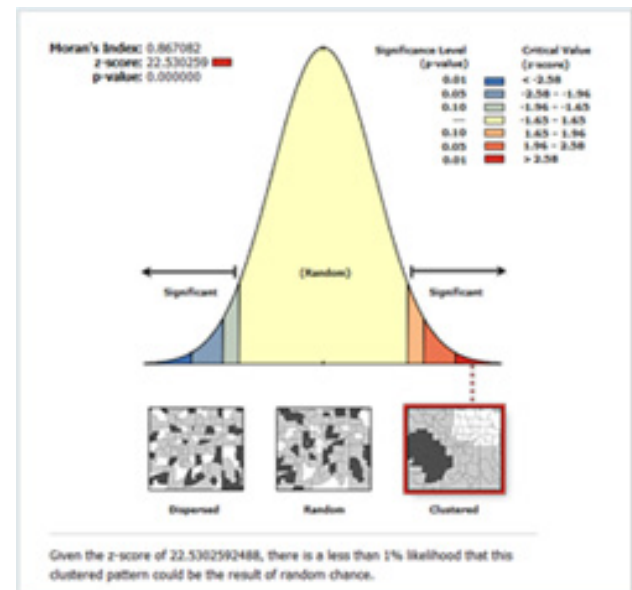 Moran's Index: 0.867082
z-score: 22.530259
p-value: 0.000000
Significance Level
(p-value)
Critical Value
(z-score)
0.01 < -2.58
0.05 -2.58 - -1.96
0.10 -1.96 - -1.65
— -1.65 - 1.65
0.10 1.65 - 1.96
0.05 1.96 - 2.58
0.01 > 2.58
(Random)
Significant
Significant
Dispersed
Random
Clustered
Given the z-score of 22.5302592488, there is a less than 1% likelihood that this
clustered pattern could be the result of random chance.